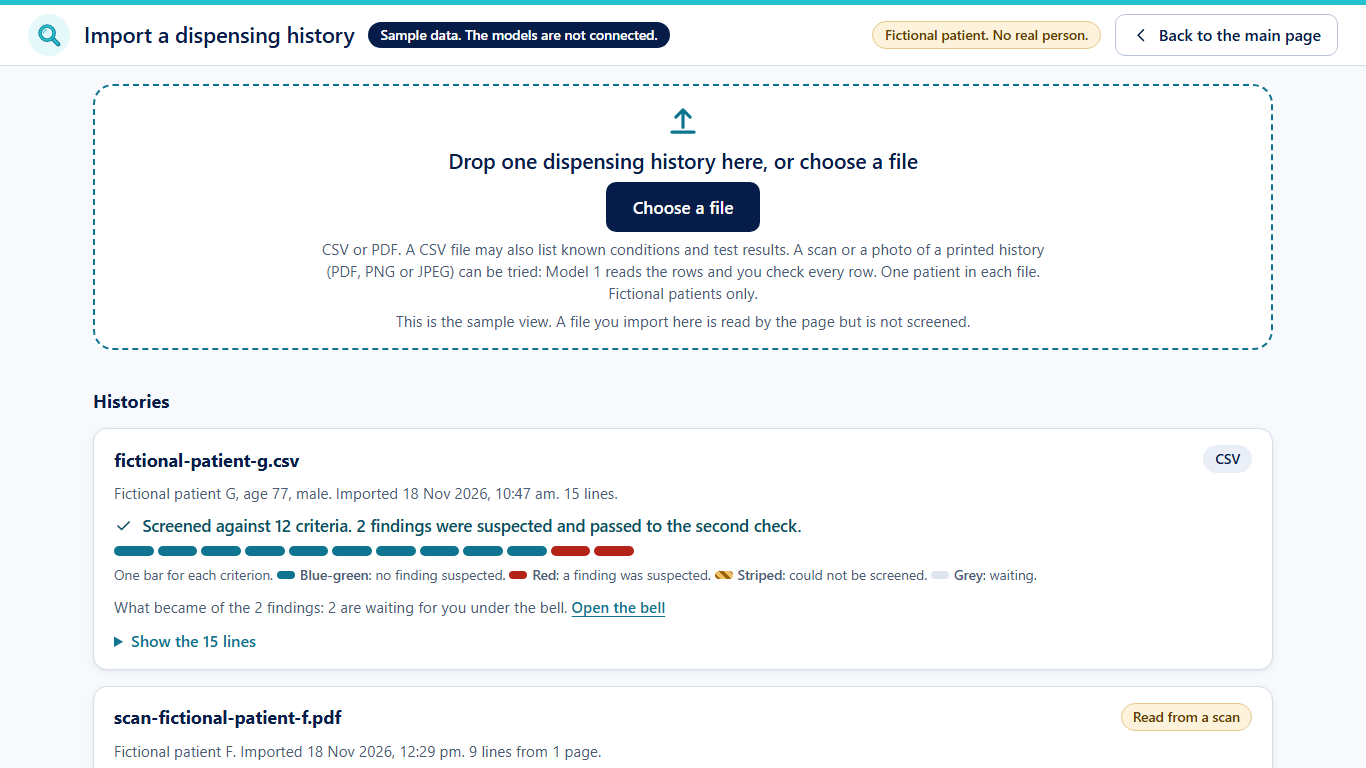 Import a dispensing history
Sample data. The models are not connected.
Fictional patient. No real person.
Back to the main page
Drop one dispensing history here, or choose a file
Choose a file
CSV or PDF. A CSV file may also list known conditions and test results. A scan or a photo of a printed history
(PDF, PNG or JPEG) can be tried: Model 1 reads the rows and you check every row. One patient in each file.
Fictional patients only.
This is the sample view. A file you import here is read by the page but is not screened.
Histories
fictional-patient-g.csv
CSV
Fictional patient G, age 77, male. Imported 18 Nov 2026, 10:47 am. 15 lines.
Screened against 12 criteria. 2 findings were suspected and passed to the second check.
One bar for each criterion. Blue-green: no finding suspected. Red: a finding was suspected. Striped: could not be screened. Grey: waiting.
What became of the 2 findings: 2 are waiting for you under the bell. Open the bell
Show the 15 lines
scan-fictional-patient-f.pdf
Read from a scan
Fictional patient F. Imported 18 Nov 2026, 12:29 pm. 9 lines from 1 page.